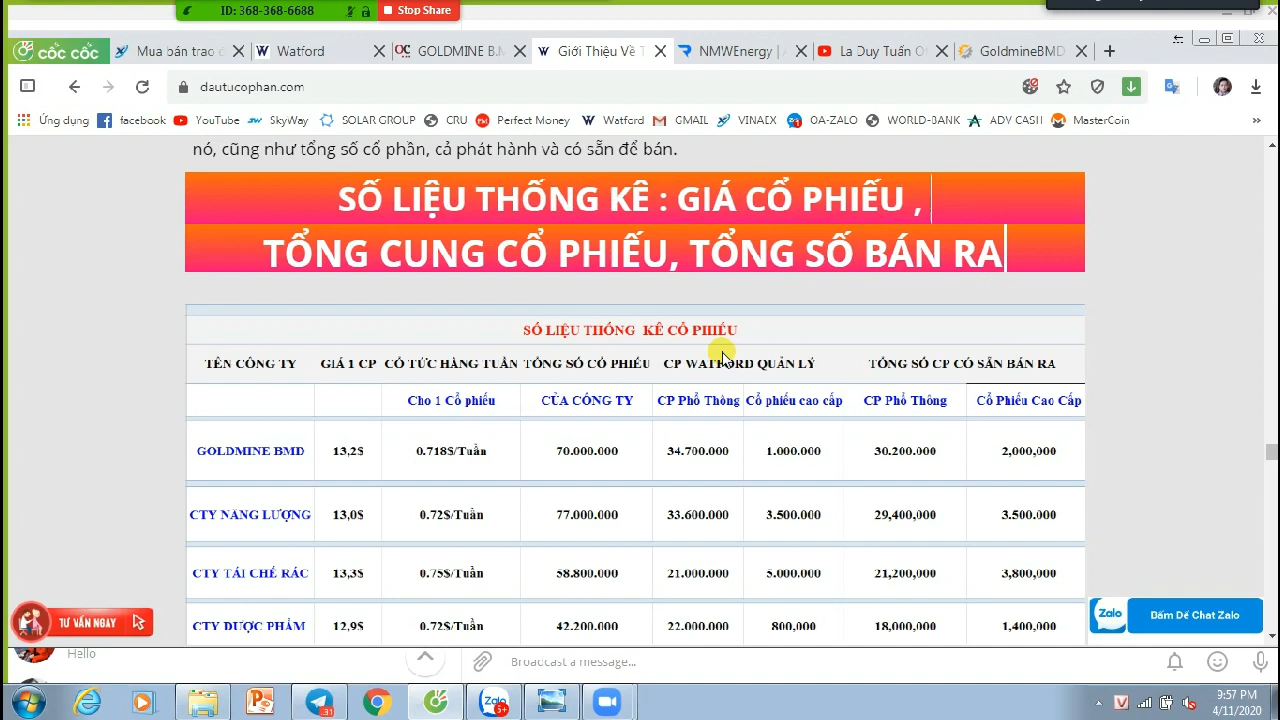 ID: 368-368-6688 Stop Share
cốc cốc Mua bán trao đ Watford GOLDMINE B.M Giới Thiệu Về T NMWEnergy La Duy Tuấn O GoldmineBMD
dautucophan.com
Ứng dụng facebook YouTube SkyWay SOLAR GROUP CRU Perfect Money Watford GMAIL VINAEX OA-ZALO WORLD-BANK ADV CASH MasterCoin
nó, cũng như tổng số cổ phần, cả phát hành và có sẵn để bán.
SỐ LIỆU THỐNG KÊ : GIÁ CỔ PHIẾU ,
TỔNG CUNG CỔ PHIẾU, TỔNG SỐ BÁN RA
SỐ LIỆU THỐNG KÊ CỔ PHIẾU
TÊN CÔNG TY GIÁ 1 CP CỔ TỨC HÀNG TUẦN TỔNG SỐ CỔ PHIẾU CP WATFORD QUẢN LÝ TỔNG SỐ CP CÓ SẴN BÁN RA
Cho 1 Cổ phiếu CỦA CÔNG TY CP Phổ Thông Cổ phiếu cao cấp CP Phổ Thông Cổ Phiếu Cao Cấp
GOLDMINE BMD 13,2$ 0.718$/Tuần 70.000.000 34.700.000 1.000.000 30.200.000 2,000,000
CTY NĂNG LƯỢNG 13,0$ 0.72$/Tuần 77.000.000 33.600.000 3.500.000 29,400,000 3.500.000
CTY TÁI CHẾ RÁC 13,3$ 0.75$/Tuần 58.800.000 21.000.000 5.000.000 21,200,000 3,800,000
CTY DƯỢC PHẨM 12,9$ 0.72$/Tuần 42.200.000 22.000.000 800,000 18,000,000 1,400,000
TƯ VẤN NGAY
Zalo Bấm Để Chat Zalo
Hello
Broadcast a message...
31 Zalo 5+ V 9:57 PM
4/11/2020